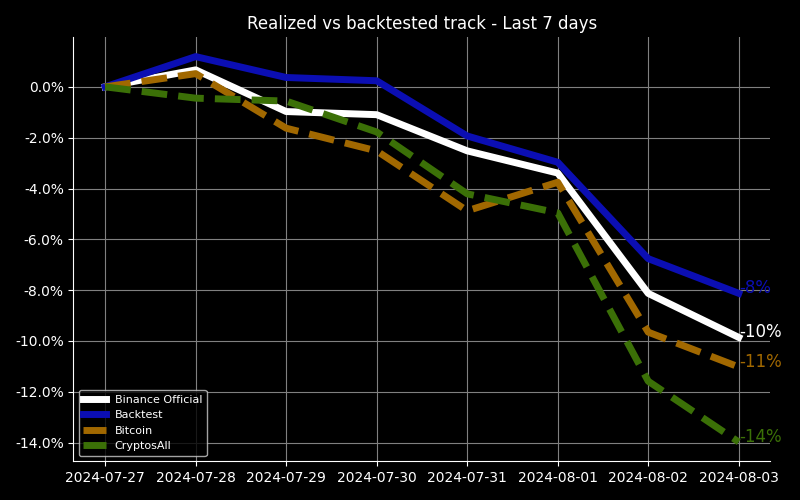 Realized vs backtested track - Last 7 days
0.0%
-2.0%
-4.0%
-6.0%
-8.0%
-10.0%
-12.0%
-14.0%
-8%
-10%
-11%
-14%
Binance Official
Backtest
Bitcoin
CryptosAll
2024-07-27 2024-07-28 2024-07-29 2024-07-30 2024-07-31 2024-08-01 2024-08-02 2024-08-03